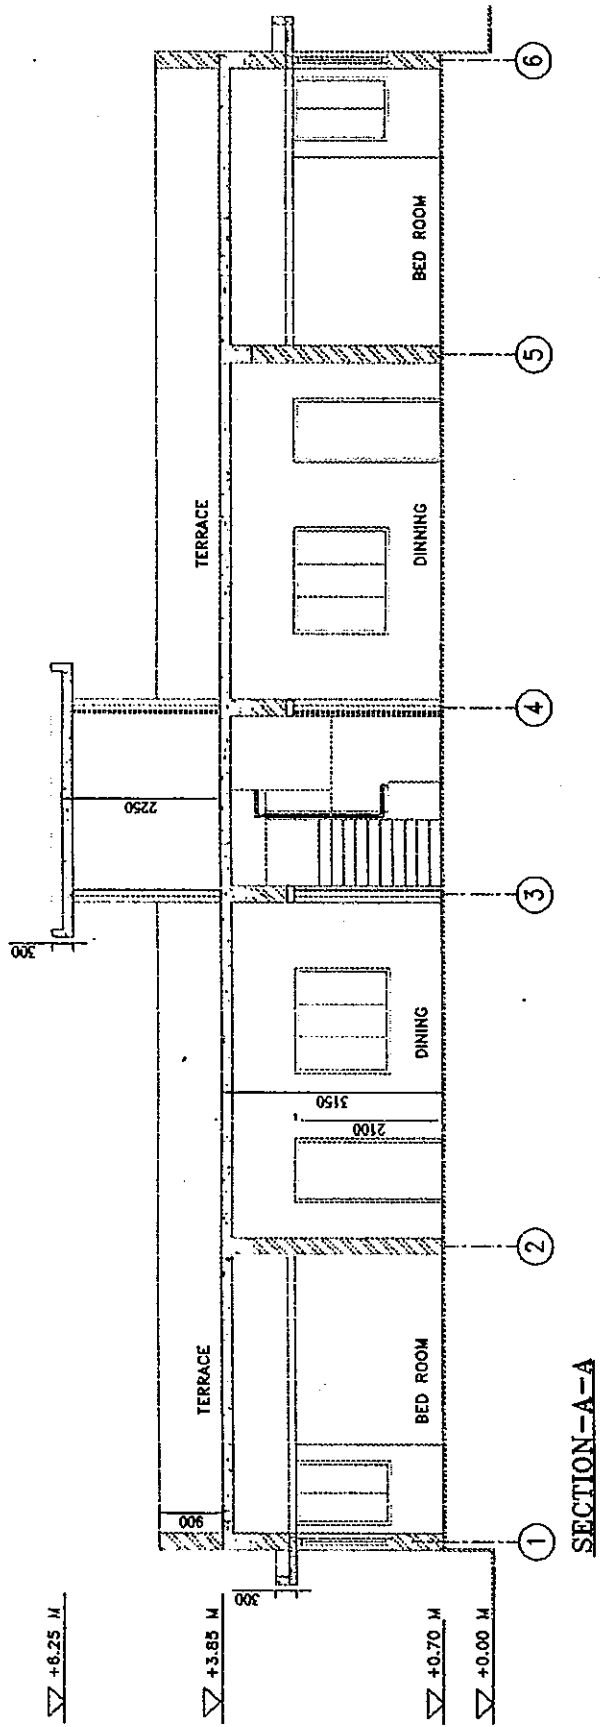 300
+6.25 M
2250
900
TERRACE
TERRACE
+3.85 M
300
3150
2100
BED ROOM
DINING
DINNING
BED ROOM
+0.70 M
+0.00 M
1
2
3
4
5
6
SECTION-A-A